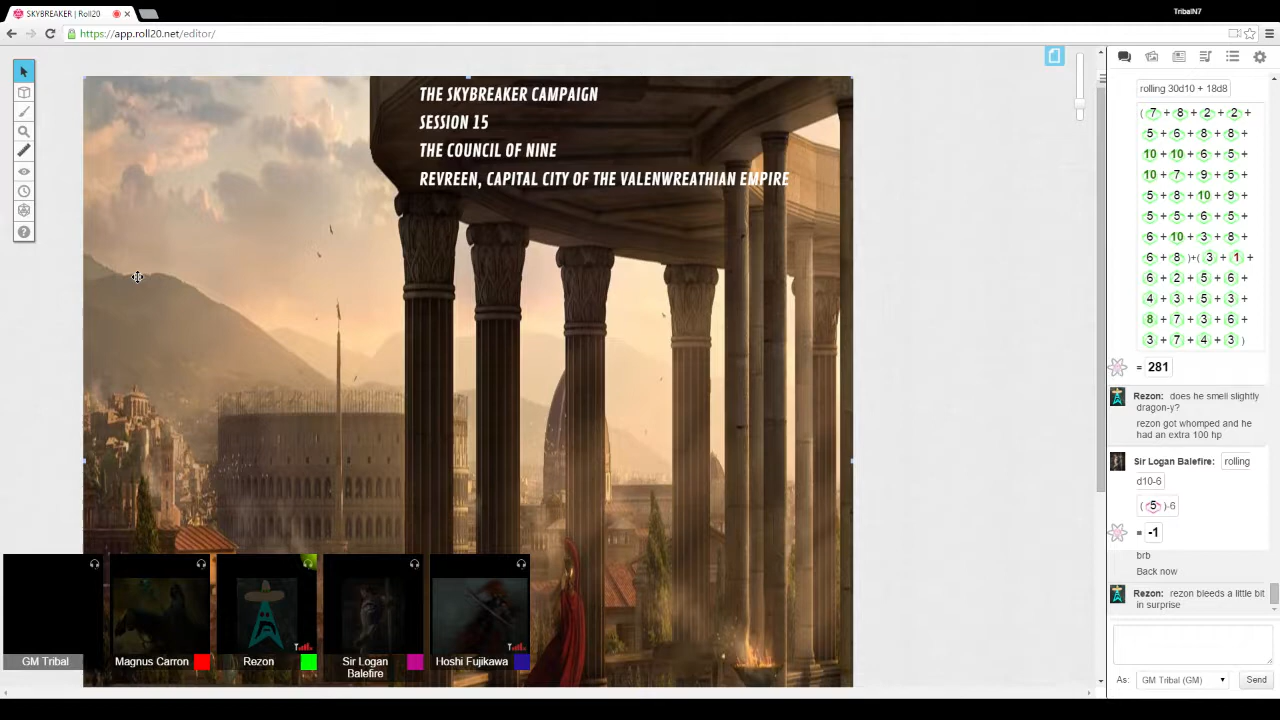 TribalN7
SKYBREAKER | Roll20
https://app.roll20.net/editor/
THE SKYBREAKER CAMPAIGN
SESSION 15
THE COUNCIL OF NINE
REVREEN, CAPITAL CITY OF THE VALENWREATHIAN EMPIRE
GM Tribal
Magnus Carron
Rezon
Sir Logan
Balefire
Hoshi Fujikawa
rolling 30d10 + 18d8
(7 + 8 + 2 + 2 +
5 + 6 + 8 + 8 +
10 + 10 + 6 + 5 +
10 + 7 + 9 + 5 +
5 + 8 + 10 + 9 +
5 + 5 + 6 + 5 +
6 + 10 + 3 + 8 +
6 + 8 )+( 3 + 1 +
6 + 2 + 5 + 6 +
4 + 3 + 5 + 3 +
8 + 7 + 3 + 6 +
3 + 7 + 4 + 3 )
= 281
Rezon: does he smell slightly
dragon-y?
rezon got whomped and he
had an extra 100 hp
Sir Logan Balefire: rolling
d10-6
( 5 )-6
= -1
brb
Back now
Rezon: rezon bleeds a little bit
in surprise
As: GM Tribal (GM)
Send